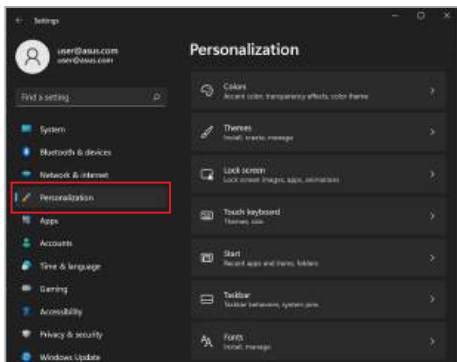 Settings
user@asus.com
user@asus.com
Find a setting
System
Bluetooth & devices
Network & internet
Personalization
Apps
Accounts
Time & language
Gaming
Accessibility
Privacy & security
Windows Update
Personalization
Colors
Accent color, transparency effects, color theme
Themes
Install, create, manage
Lock screen
Lock screen images, apps, animations
Touch keyboard
Themes, size
Start
Recent apps and items, folders
Taskbar
Taskbar behaviors, system pins
Fonts
Install, manage